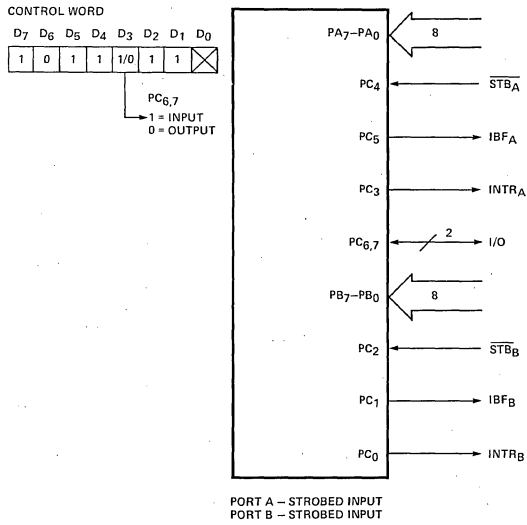 CONTROL WORD
D7 D6 D5 D4 D3 D2 D1 D0
1 0 1 1 1/0 1 1
PC6,7
1 = INPUT
0 = OUTPUT
PA7–PA0 8
PC4 STBA
PC5 IBFA
PC3 INTRA
PC6,7 2 I/O
PB7–PB0 8
PC2 STBB
PC1 IBFB
PC0 INTRB
PORT A – STROBED INPUT
PORT B – STROBED INPUT